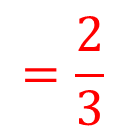 = 2/3